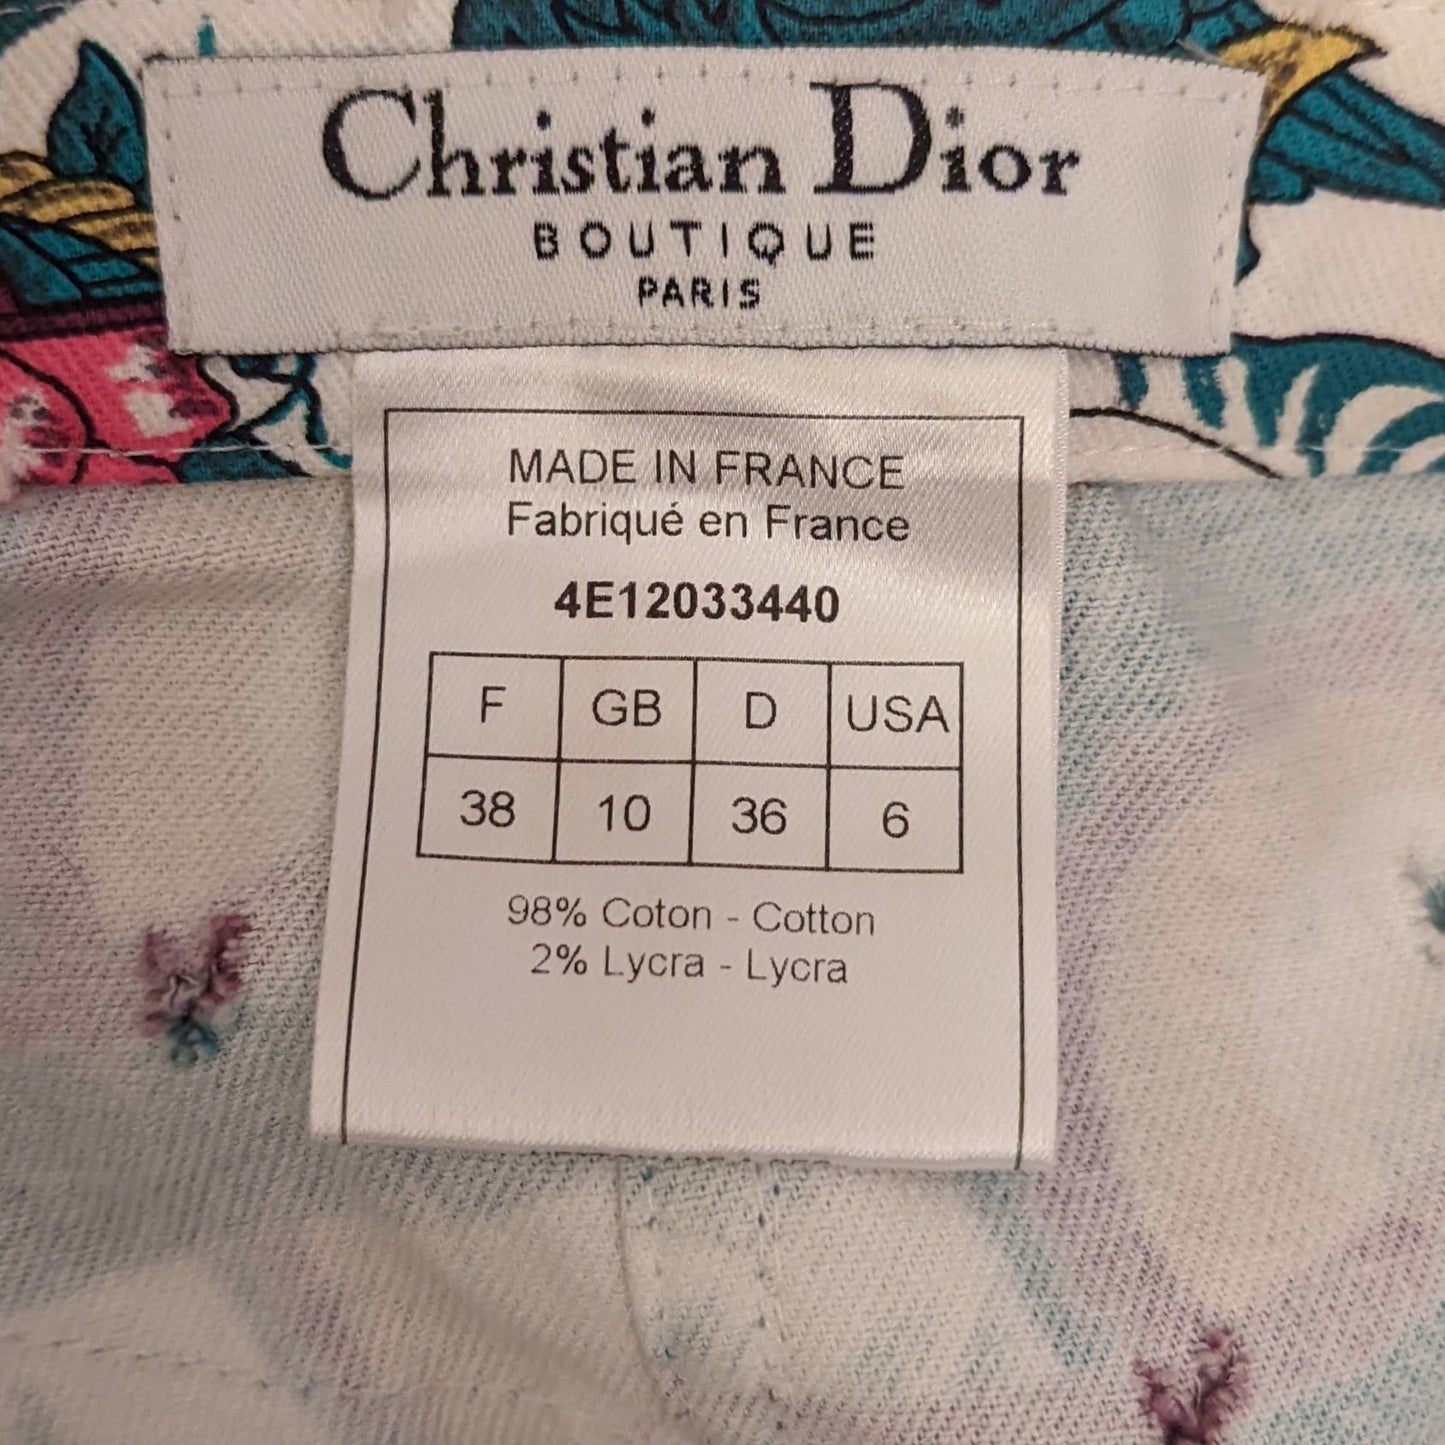 Christian Dior
BOUTIQUE
PARIS
MADE IN FRANCE
Fabriqué en France
4E12033440
F GB D USA
38 10 36 6
98% Coton - Cotton
2% Lycra - Lycra